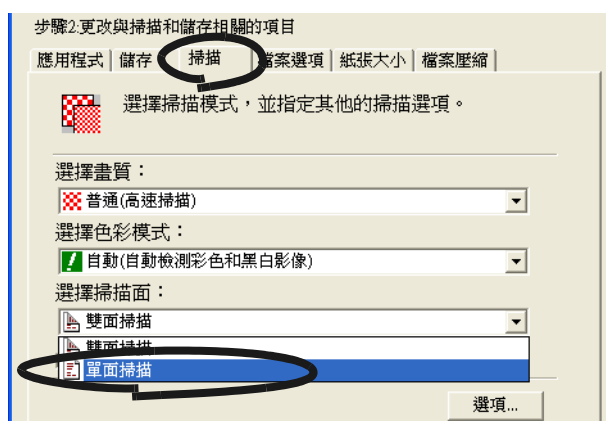 步驟2:更改與掃描和儲存相關的項目
應用程式 儲存 掃描 檔案選項 紙張大小 檔案壓縮
選擇掃描模式，並指定其他的掃描選項。
選擇畫質：
普通(高速掃描)
選擇色彩模式：
自動(自動檢測彩色和黑白影像)
選擇掃描面：
雙面掃描
雙面掃描
單面掃描
選項...